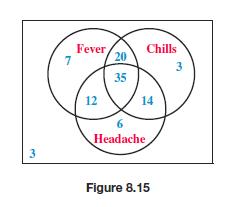 Fever Chills
7 20 3
35
12 14
6
Headache
3
Figure 8.15